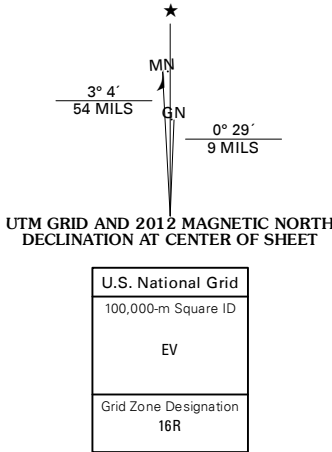 ★
MN
3° 4´
54 MILS
GN
0° 29´
9 MILS
UTM GRID AND 2012 MAGNETIC NORTH
DECLINATION AT CENTER OF SHEET
U.S. National Grid
100,000-m Square ID
EV
Grid Zone Designation
16R